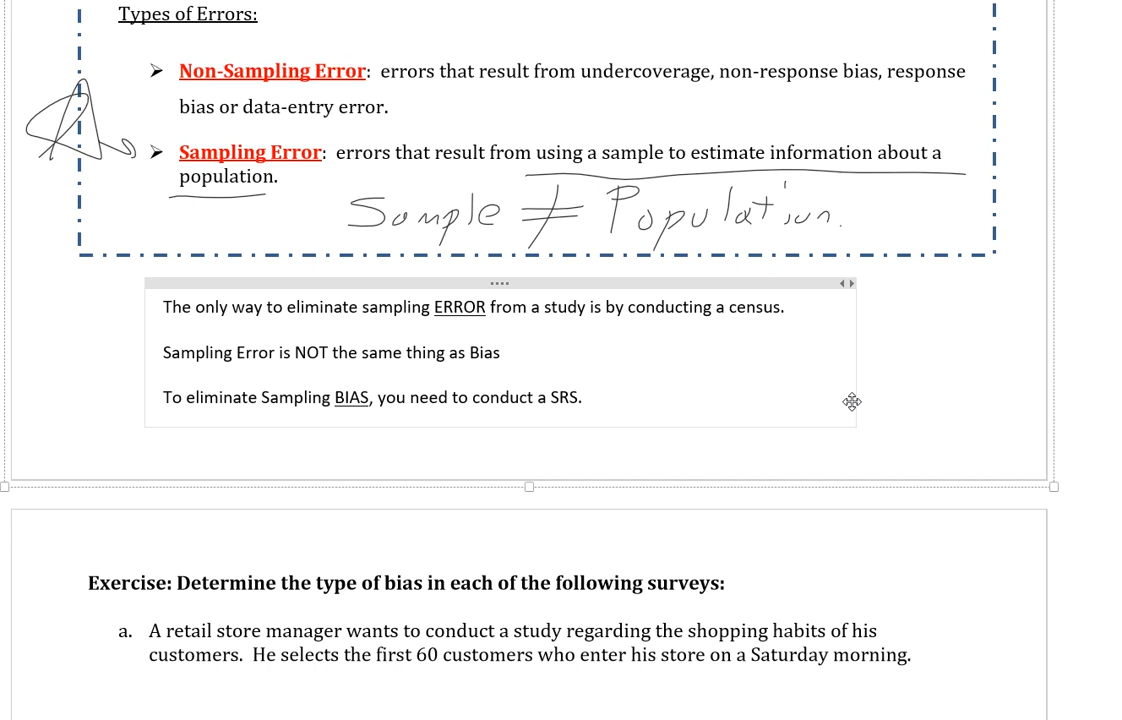 Types of Errors:
➤ Non-Sampling Error: errors that result from undercoverage, non-response bias, response
bias or data-entry error.
➤ Sampling Error: errors that result from using a sample to estimate information about a
population.
Sample ≠ Population.
The only way to eliminate sampling ERROR from a study is by conducting a census.
Sampling Error is NOT the same thing as Bias
To eliminate Sampling BIAS, you need to conduct a SRS.
Exercise: Determine the type of bias in each of the following surveys:
a. A retail store manager wants to conduct a study regarding the shopping habits of his
customers. He selects the first 60 customers who enter his store on a Saturday morning.